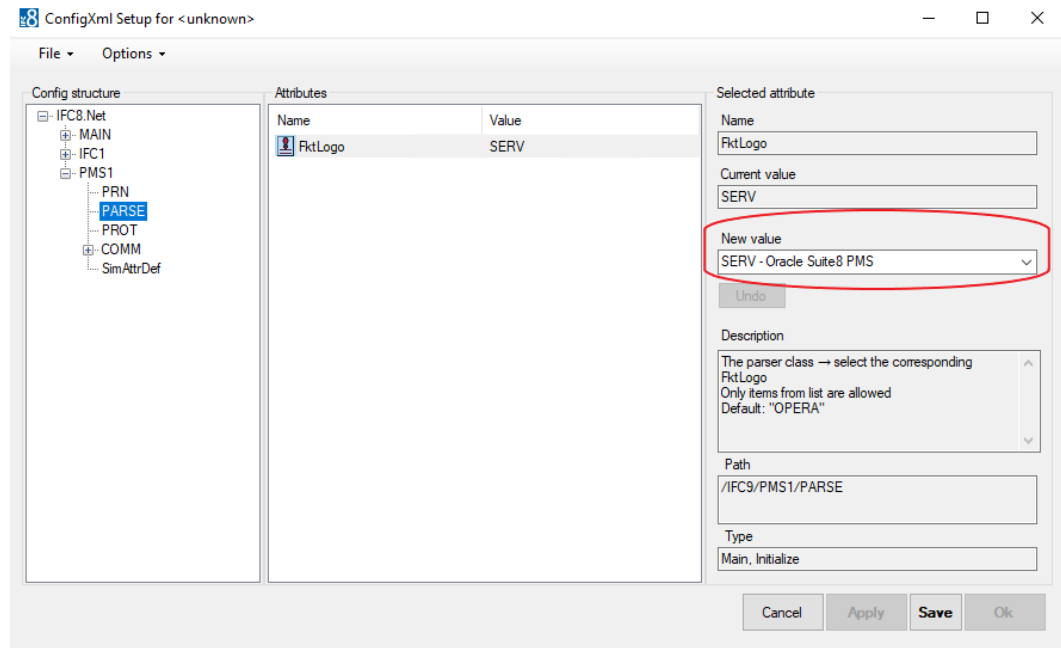 ConfigXml Setup for <unknown>
File
Options
Config structure
IFC8.Net
MAIN
IFC1
PMS1
PRN
PARSE
PROT
COMM
SimAttrDef
Attributes
Name Value
FktLogo SERV
Selected attribute
Name
FktLogo
Current value
SERV
New value
SERV - Oracle Suite8 PMS
Undo
Description
The parser class → select the corresponding
FktLogo
Only items from list are allowed
Default: "OPERA"
Path
/IFC9/PMS1/PARSE
Type
Main, Initialize
Cancel Apply Save Ok